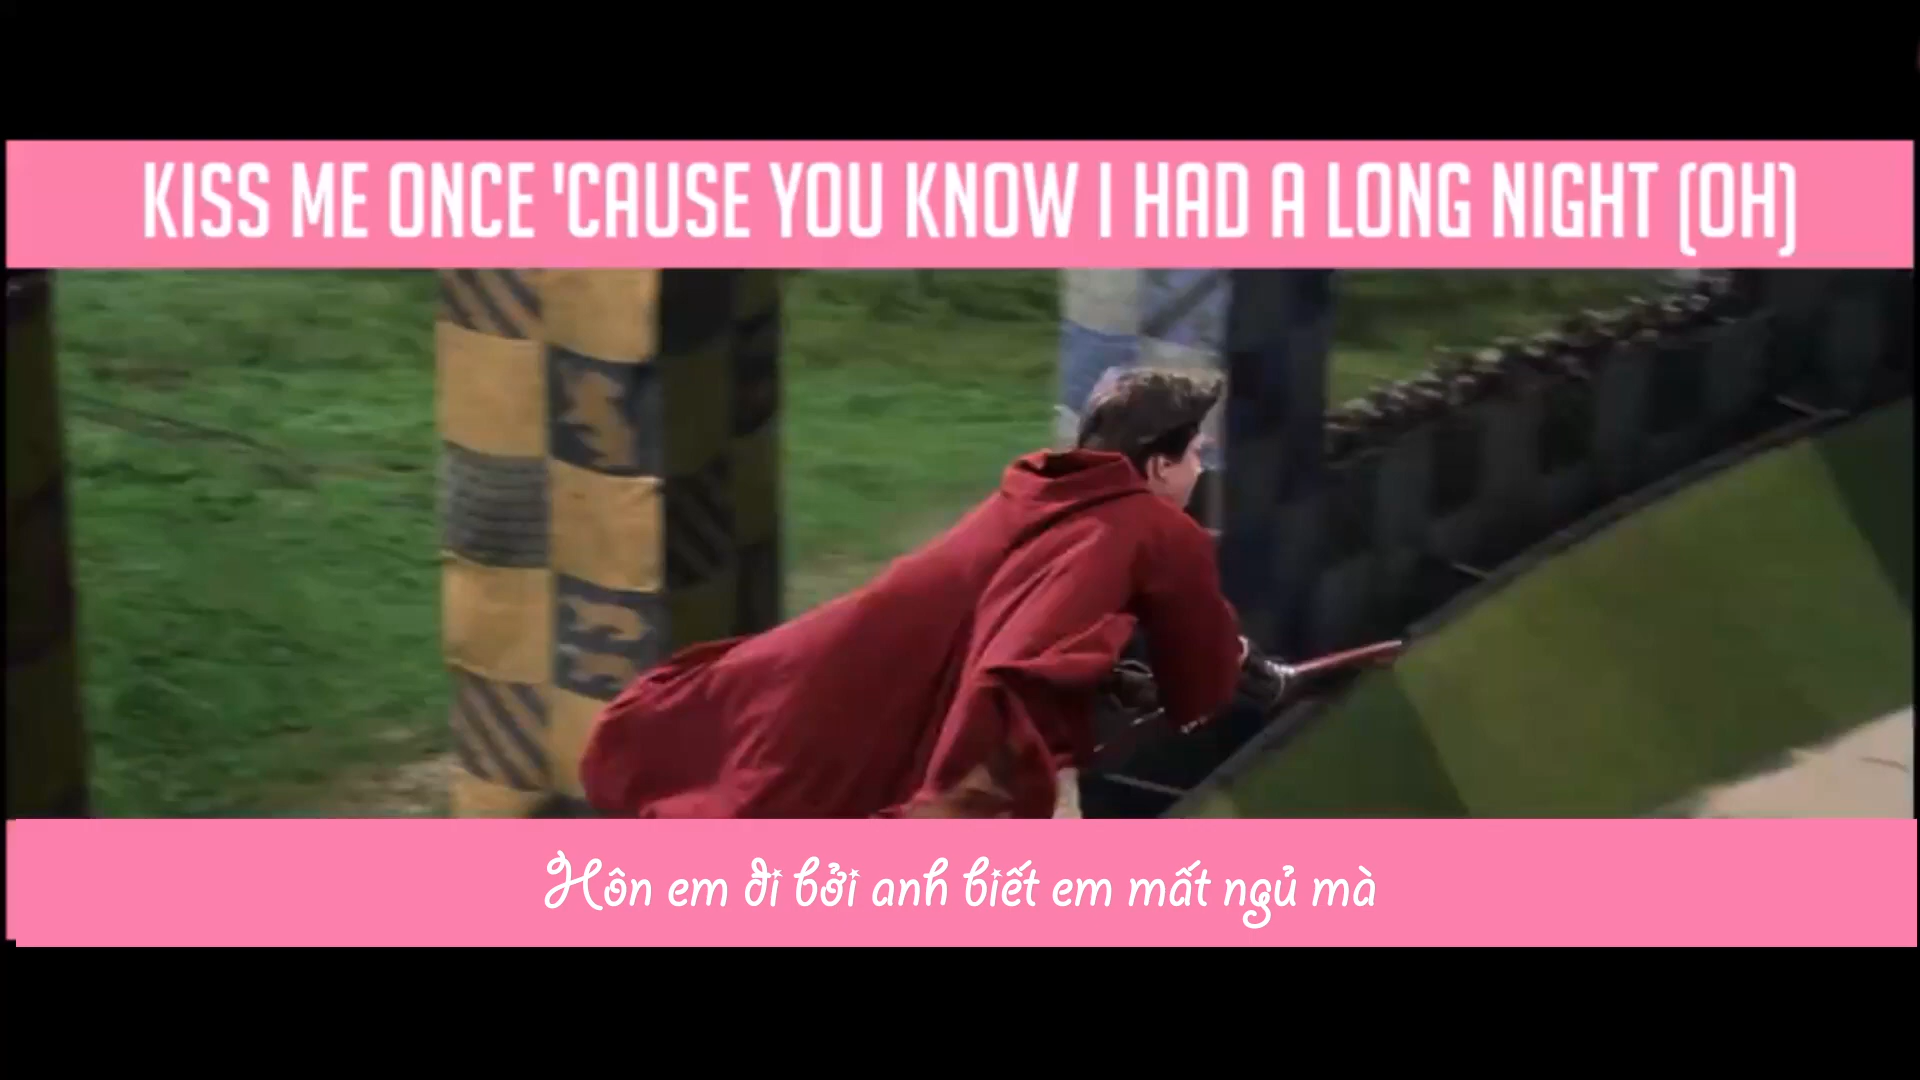 KISS ME ONCE 'CAUSE YOU KNOW I HAD A LONG NIGHT (OH)
Hôn em đi bởi anh biết em mất ngủ mà